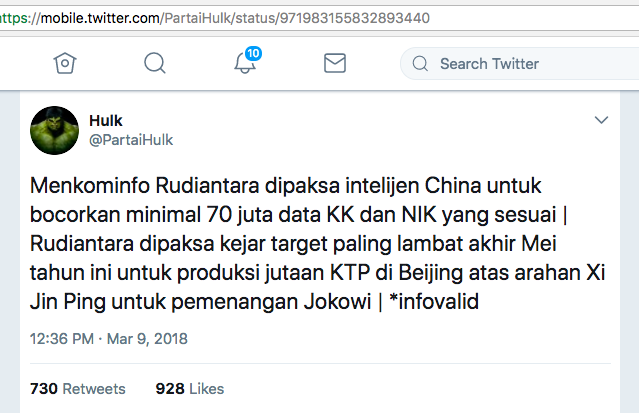 https://mobile.twitter.com/PartaiHulk/status/971983155832893440
10
Search Twitter
Hulk
@PartaiHulk
Menkominfo Rudiantara dipaksa intelijen China untuk
bocorkan minimal 70 juta data KK dan NIK yang sesuai |
Rudiantara dipaksa kejar target paling lambat akhir Mei
tahun ini untuk produksi jutaan KTP di Beijing atas arahan Xi
Jin Ping untuk pemenangan Jokowi | *infovalid
12:36 PM · Mar 9, 2018
730 Retweets 928 Likes